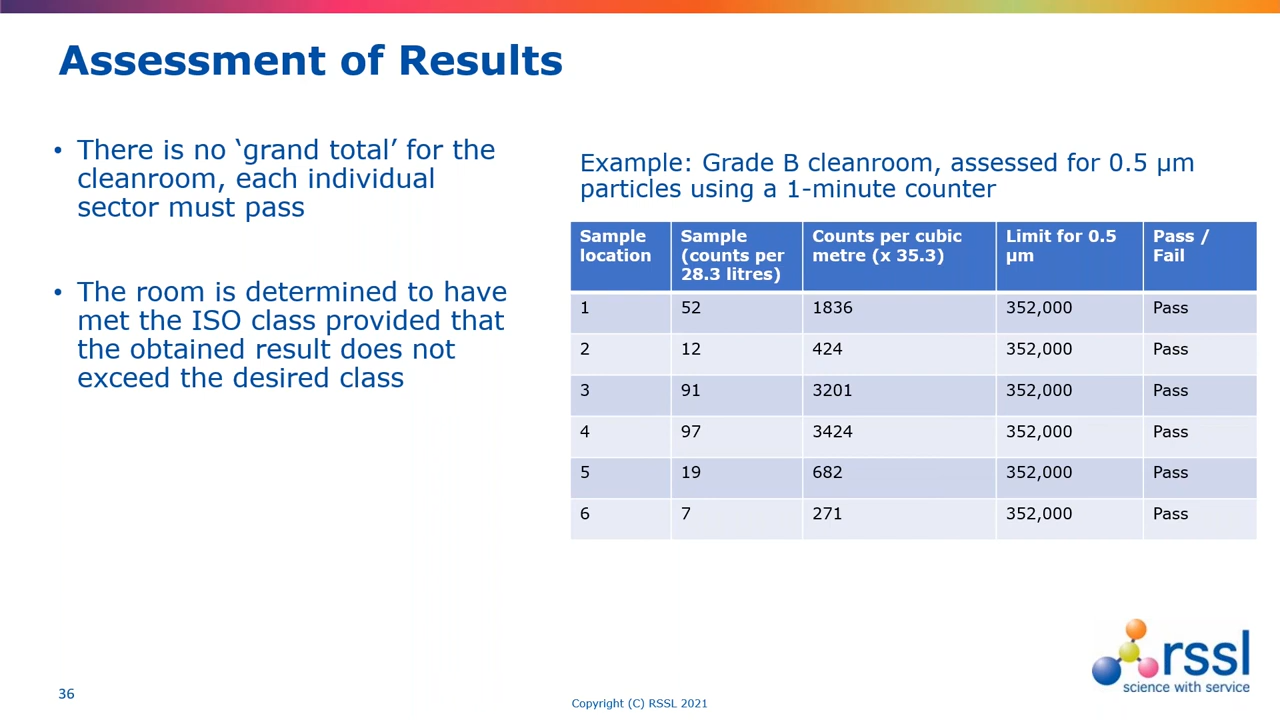 Assessment of Results
• There is no ‘grand total’ for the
cleanroom, each individual
sector must pass
• The room is determined to have
met the ISO class provided that
the obtained result does not
exceed the desired class
Example: Grade B cleanroom, assessed for 0.5 µm
particles using a 1-minute counter
Sample location | Sample (counts per 28.3 litres) | Counts per cubic metre (x 35.3) | Limit for 0.5 µm | Pass / Fail
1 | 52 | 1836 | 352,000 | Pass
2 | 12 | 424 | 352,000 | Pass
3 | 91 | 3201 | 352,000 | Pass
4 | 97 | 3424 | 352,000 | Pass
5 | 19 | 682 | 352,000 | Pass
6 | 7 | 271 | 352,000 | Pass
rssl
science with service
36
Copyright (C) RSSL 2021